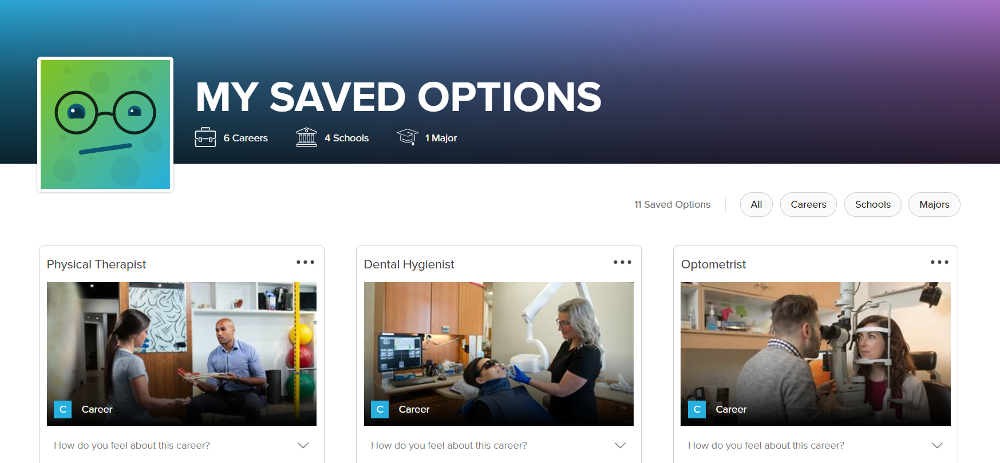 MY SAVED OPTIONS
6 Careers 4 Schools 1 Major
11 Saved Options All Careers Schools Majors
Physical Therapist
Dental Hygienist
Optometrist
C Career
C Career
C Career
How do you feel about this career?
How do you feel about this career?
How do you feel about this career?